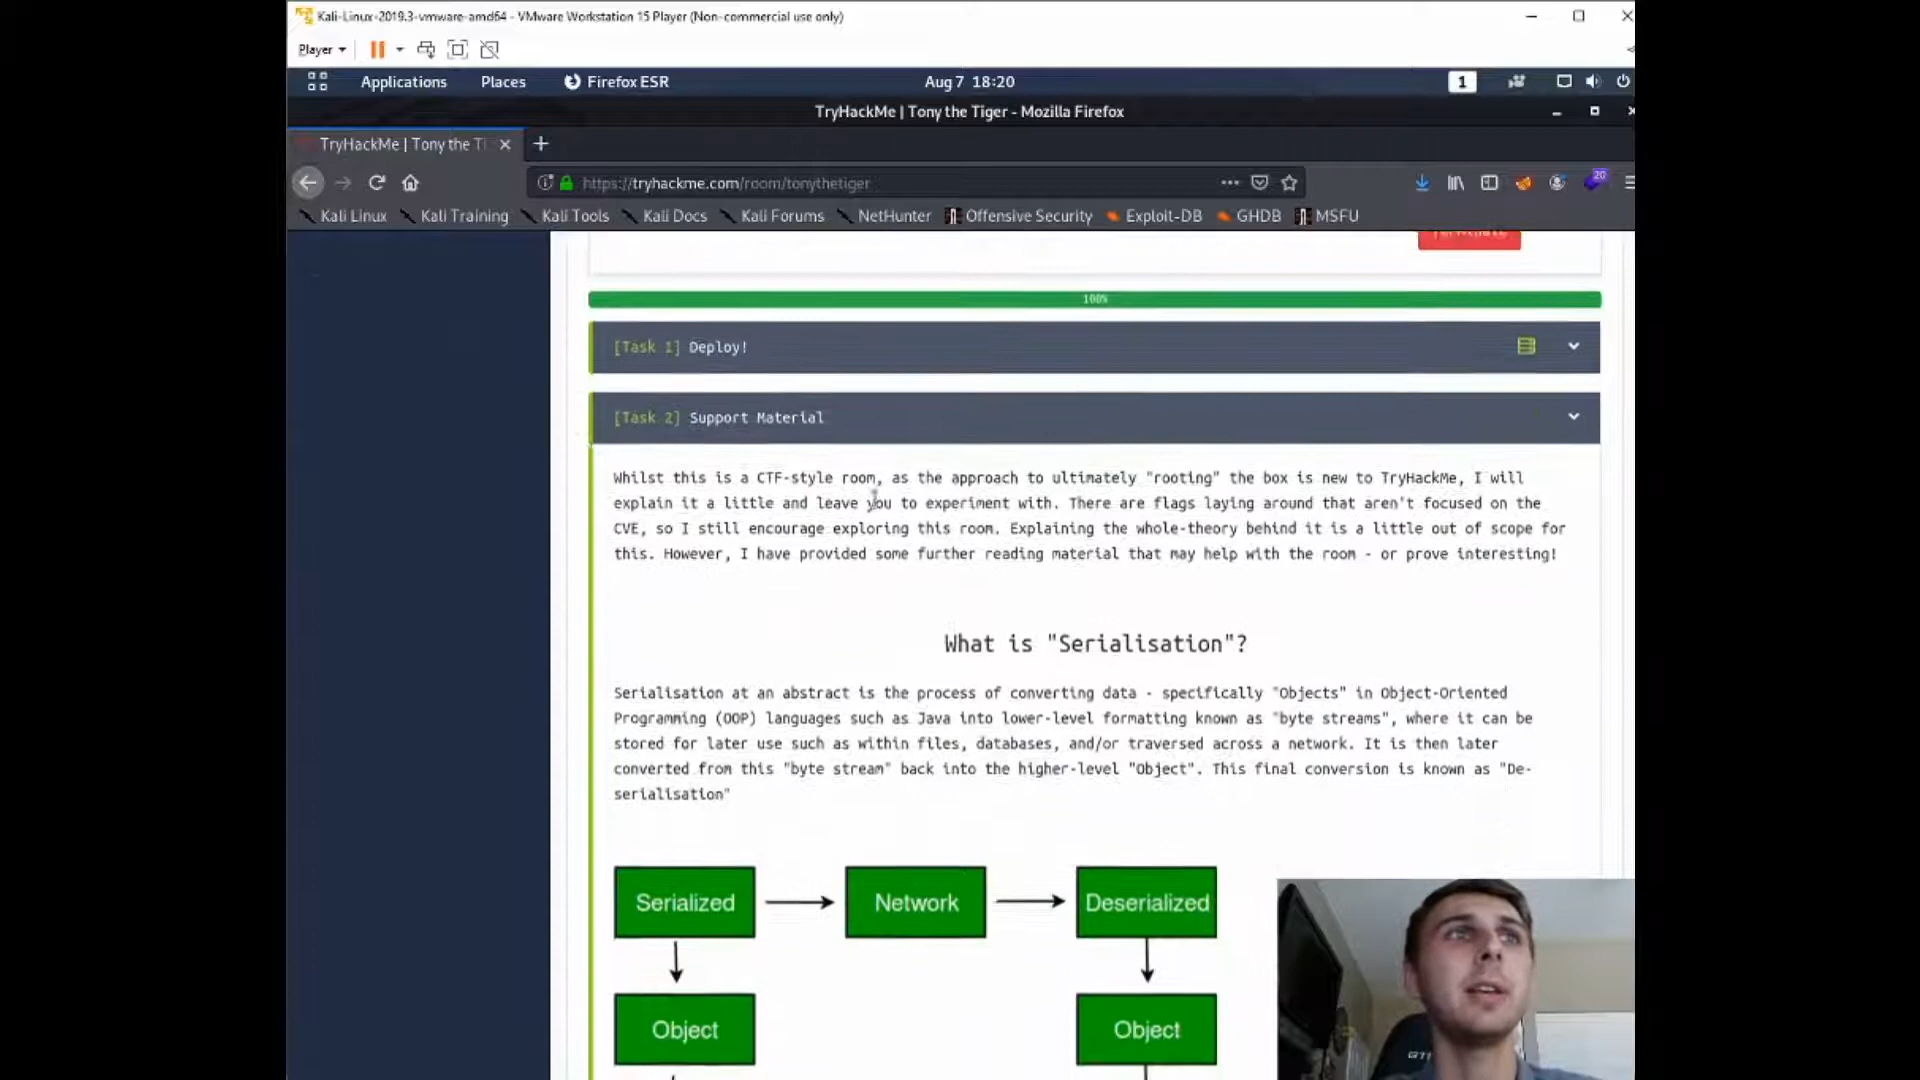 Kali-Linux-2019.3-vmware-amd64 - VMware Workstation 15 Player (Non-commercial use only)
Player
Applications Places Firefox ESR Aug 7 18:20 1
TryHackMe | Tony the Tiger - Mozilla Firefox
TryHackMe | Tony the Ti
https://tryhackme.com/room/tonythetiger 20
Kali Linux Kali Training Kali Tools Kali Docs Kali Forums NetHunter Offensive Security Exploit-DB GHDB MSFU
100%
[Task 1] Deploy!
[Task 2] Support Material
Whilst this is a CTF-style room, as the approach to ultimately "rooting" the box is new to TryHackMe, I will
explain it a little and leave you to experiment with. There are flags laying around that aren't focused on the
CVE, so I still encourage exploring this room. Explaining the whole-theory behind it is a little out of scope for
this. However, I have provided some further reading material that may help with the room - or prove interesting!
What is "Serialisation"?
Serialisation at an abstract is the process of converting data - specifically "Objects" in Object-Oriented
Programming (OOP) languages such as Java into lower-level formatting known as "byte streams", where it can be
stored for later use such as within files, databases, and/or traversed across a network. It is then later
converted from this "byte stream" back into the higher-level "Object". This final conversion is known as "De-
serialisation"
Serialized Network Deserialized
Object Object